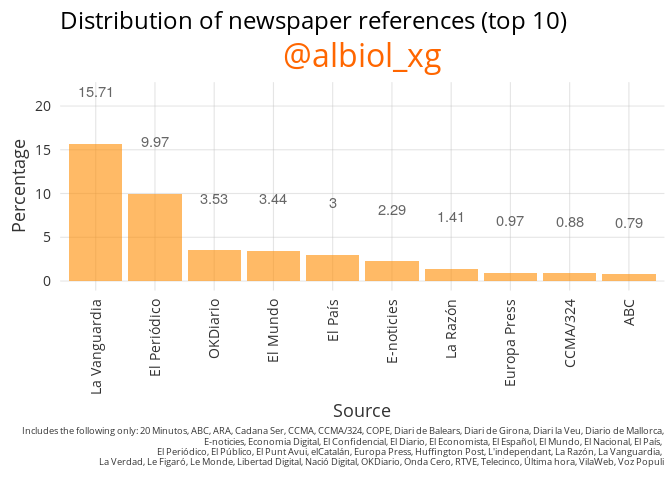 Distribution of newspaper references (top 10)
@albiol_xg
15.71
9.97
3.53
3.44
3
2.29
1.41
0.97
0.88
0.79
20
15
10
5
0
Percentage
La Vanguardia
El Periódico
OKDiario
El Mundo
El País
E-noticies
La Razón
Europa Press
CCMA/324
ABC
Source
Includes the following only: 20 Minutos, ABC, ARA, Cadana Ser, CCMA, CCMA/324, COPE, Diari de Balears, Diari de Girona, Diari la Veu, Diario de Mallorca,
E-noticies, Economia Digital, El Confidencial, El Diario, El Economista, El Español, El Mundo, El Nacional, El País,
El Periódico, El Público, El Punt Avui, elCatalán, Europa Press, Huffington Post, L'independant, La Razón, La Vanguardia,
La Verdad, Le Figaró, Le Monde, Libertad Digital, Nació Digital, OKDiario, Onda Cero, RTVE, Telecinco, Última hora, VilaWeb, Voz Populi